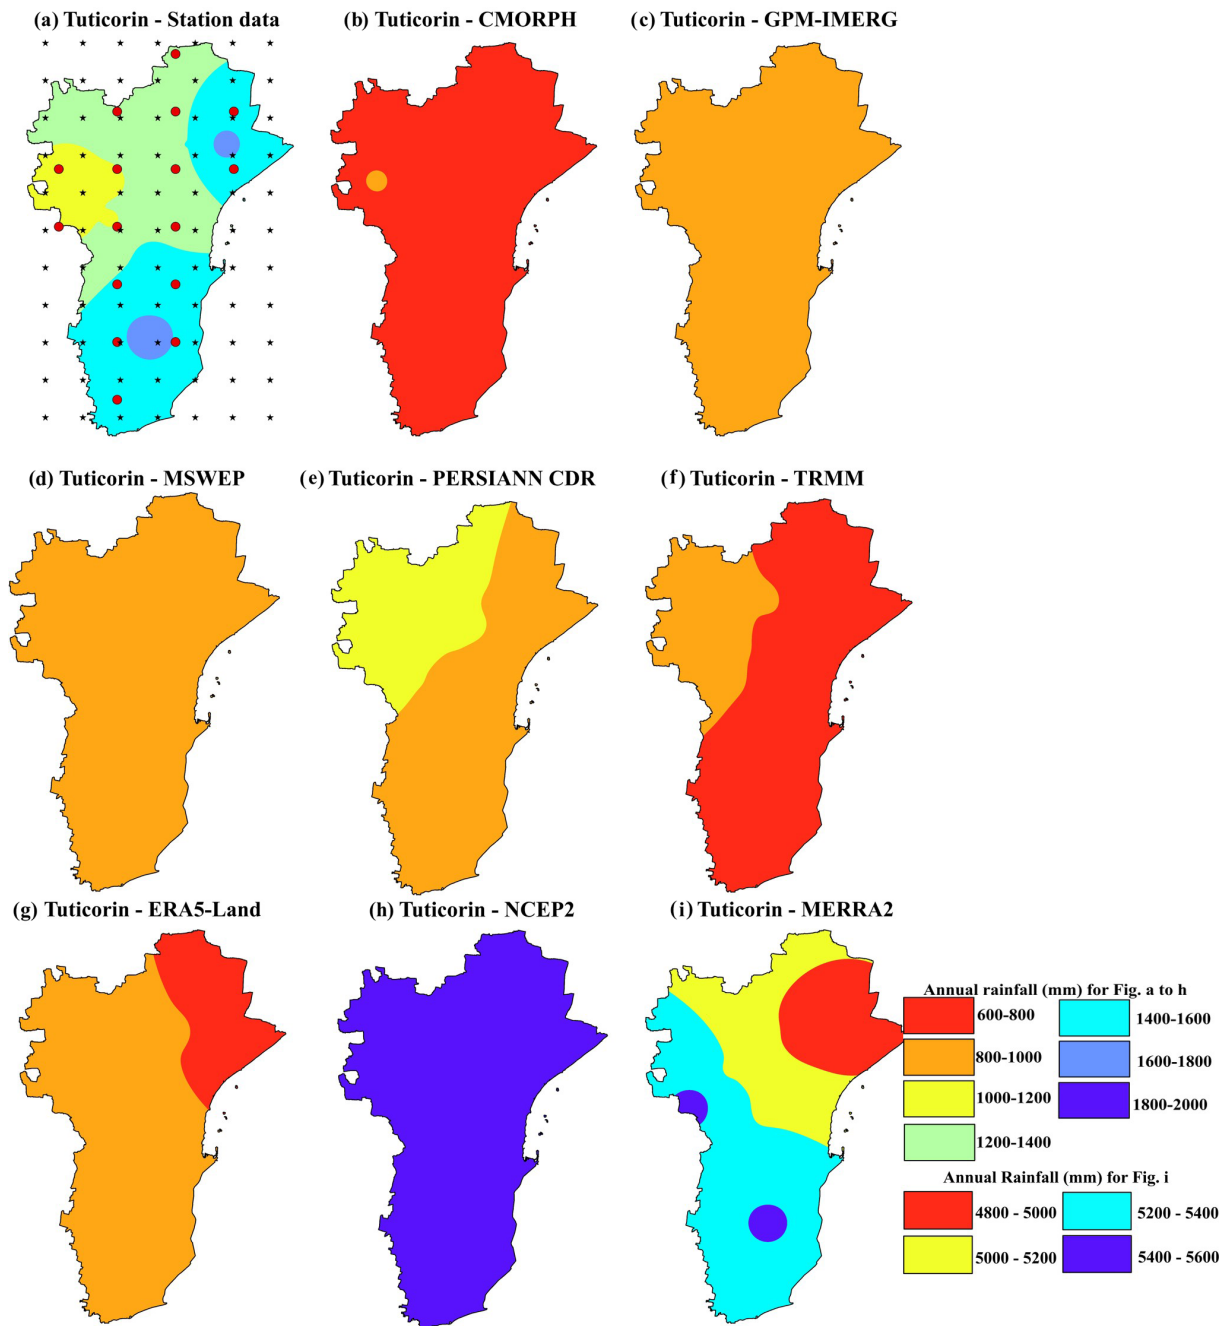 (a) Tuticorin - Station data
(b) Tuticorin - CMORPH
(c) Tuticorin - GPM-IMERG
(d) Tuticorin - MSWEP
(e) Tuticorin - PERSIANN CDR
(f) Tuticorin - TRMM
(g) Tuticorin - ERA5-Land
(h) Tuticorin - NCEP2
(i) Tuticorin - MERRA2
Annual rainfall (mm) for Fig. a to h
600-800
800-1000
1000-1200
1200-1400
1400-1600
1600-1800
1800-2000
Annual Rainfall (mm) for Fig. i
4800 - 5000
5000 - 5200
5200 - 5400
5400 - 5600